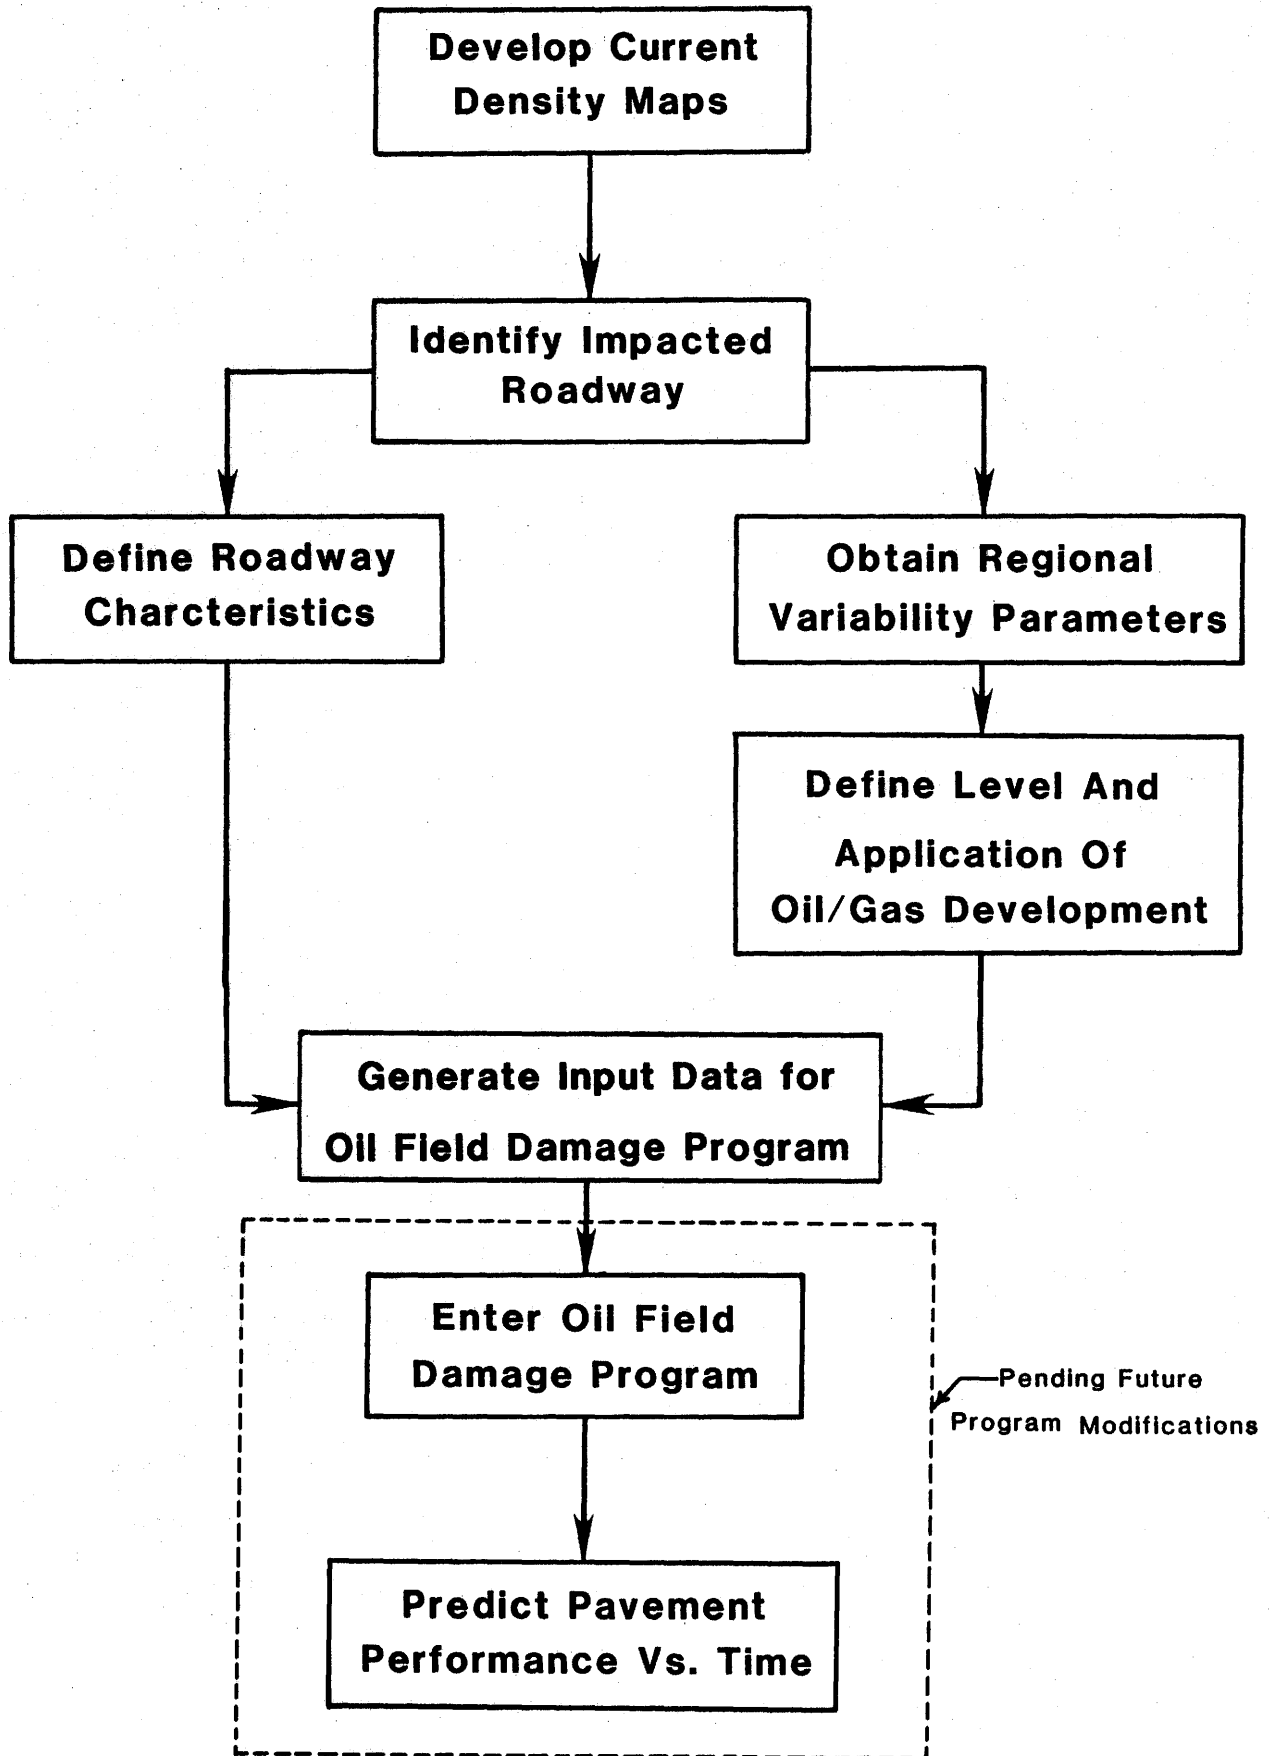 Develop Current
Density Maps
Identify Impacted
Roadway
Define Roadway
Charcteristics
Obtain Regional
Variability Parameters
Define Level And
Application Of
Oil/Gas Development
Generate Input Data for
Oil Field Damage Program
Enter Oil Field
Damage Program
Pending Future
Program Modifications
Predict Pavement
Performance Vs. Time